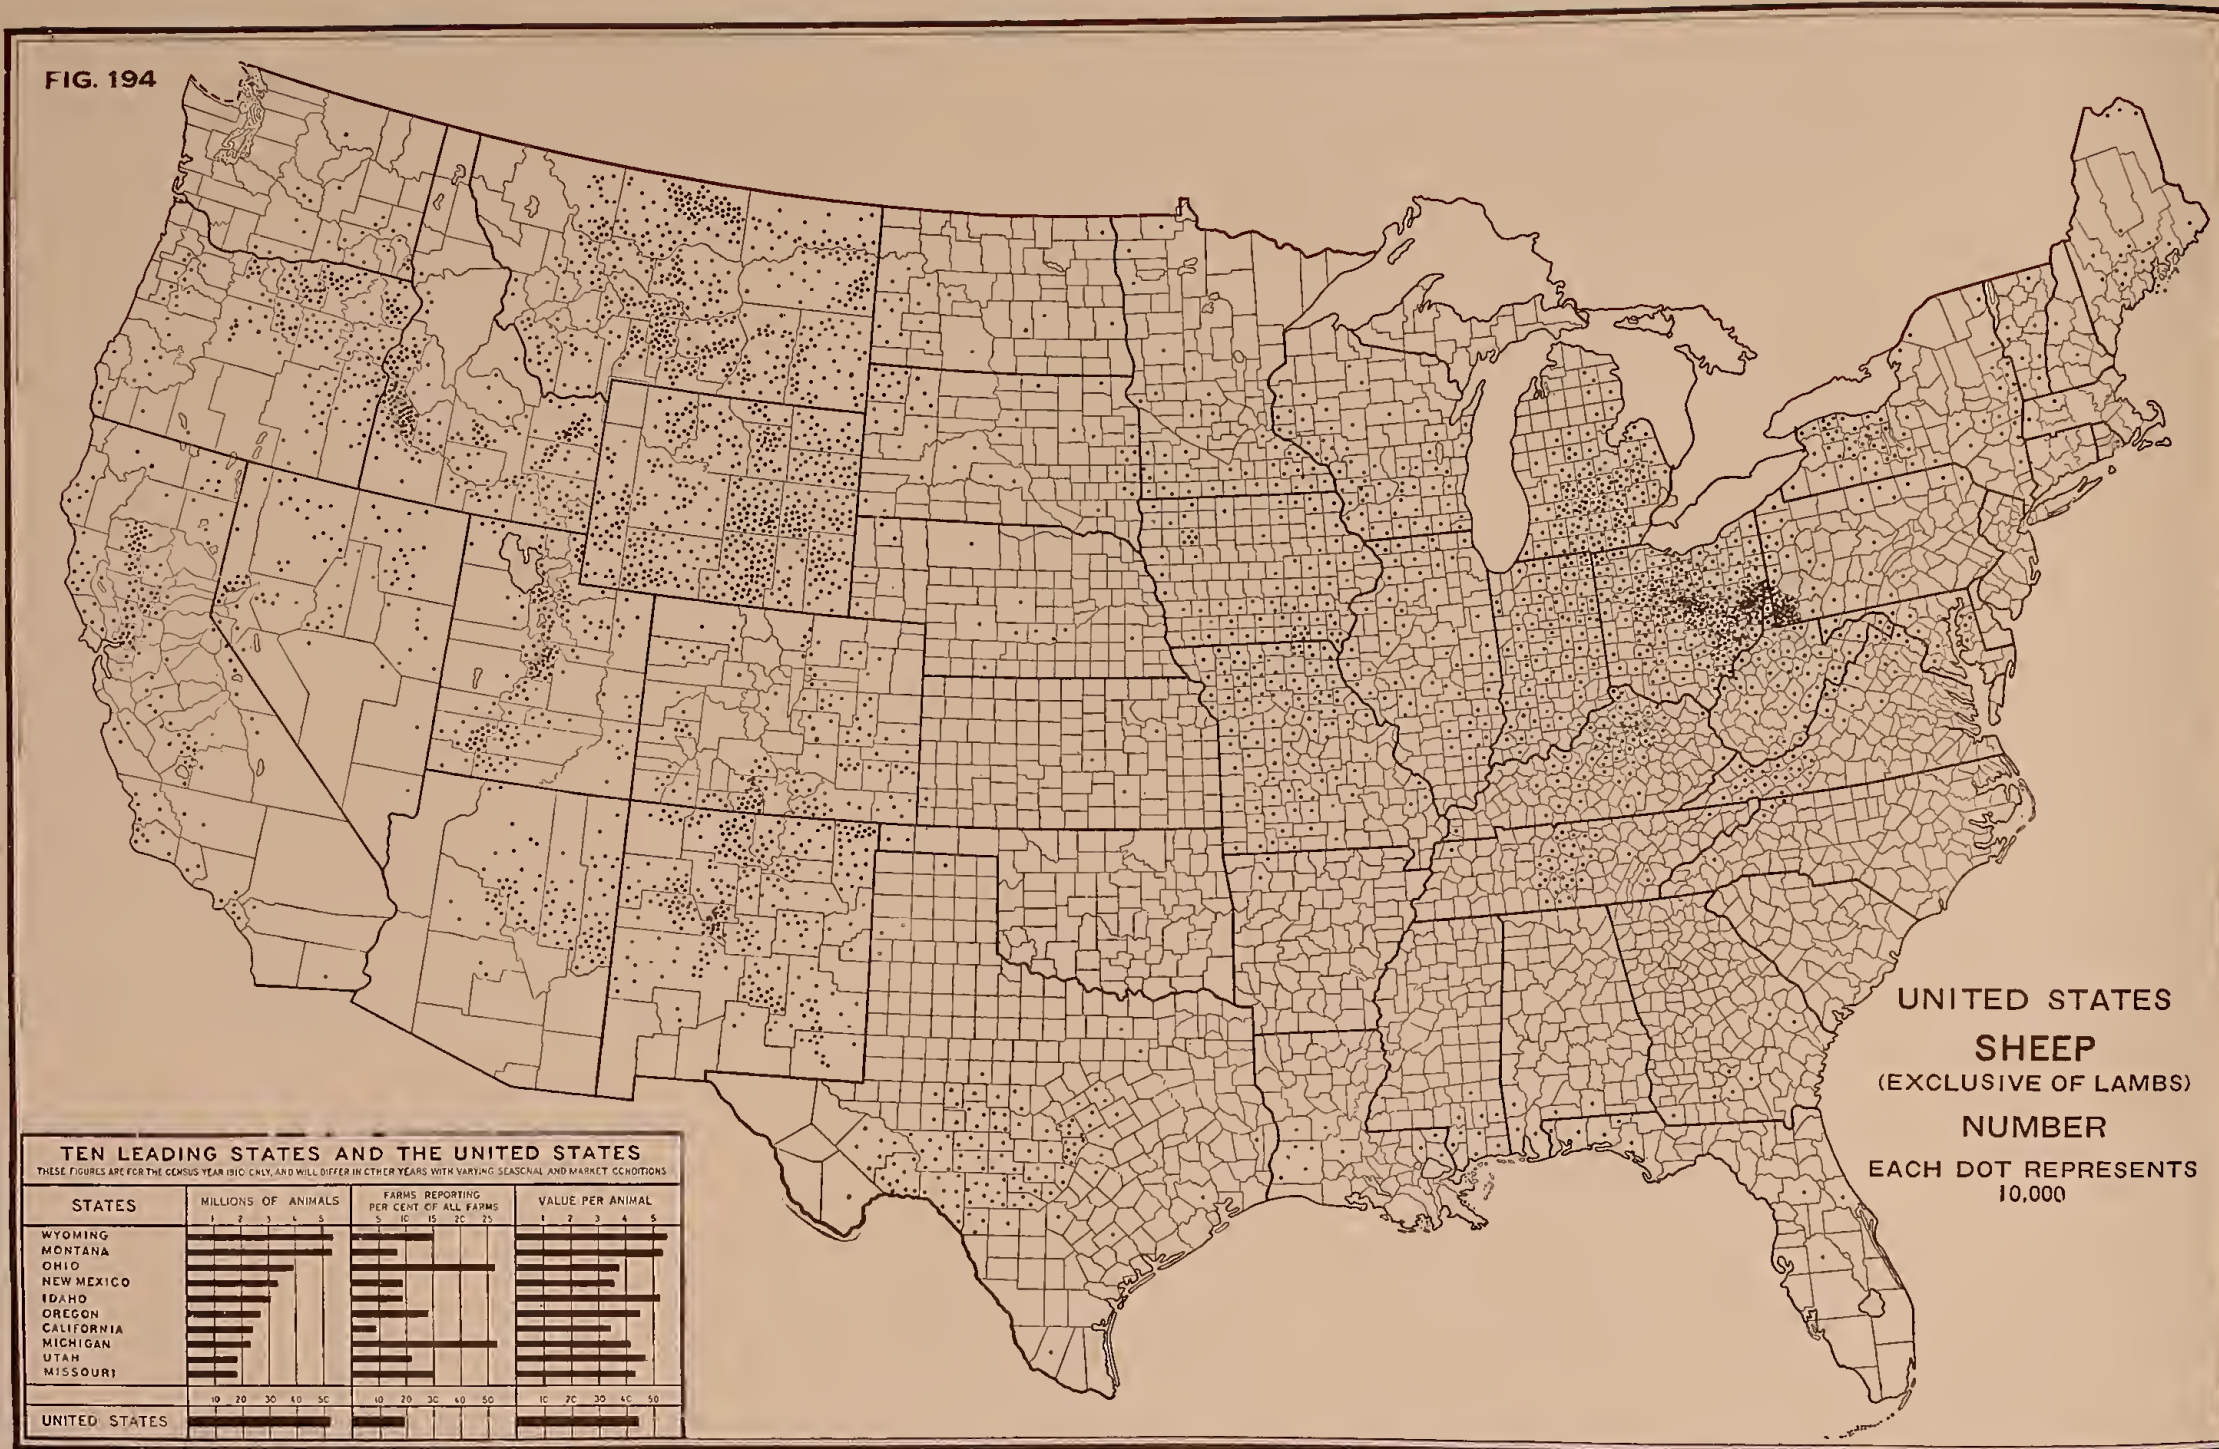 FIG. 194
UNITED STATES
SHEEP
(EXCLUSIVE OF LAMBS)
NUMBER
EACH DOT REPRESENTS
10,000
TEN LEADING STATES AND THE UNITED STATES
THESE FIGURES ARE FOR THE CENSUS YEAR 1910 ONLY, AND WILL DIFFER IN OTHER YEARS WITH VARYING SEASONAL AND MARKET CONDITIONS
STATES MILLIONS OF ANIMALS FARMS REPORTING PER CENT OF ALL FARMS VALUE PER ANIMAL
1 2 3 4 5 5 10 15 20 25 1 2 3 4 5
WYOMING
MONTANA
OHIO
NEW MEXICO
IDAHO
OREGON
CALIFORNIA
MICHIGAN
UTAH
MISSOURI
10 20 30 40 50 10 20 30 40 50 10 20 30 40 50
UNITED STATES